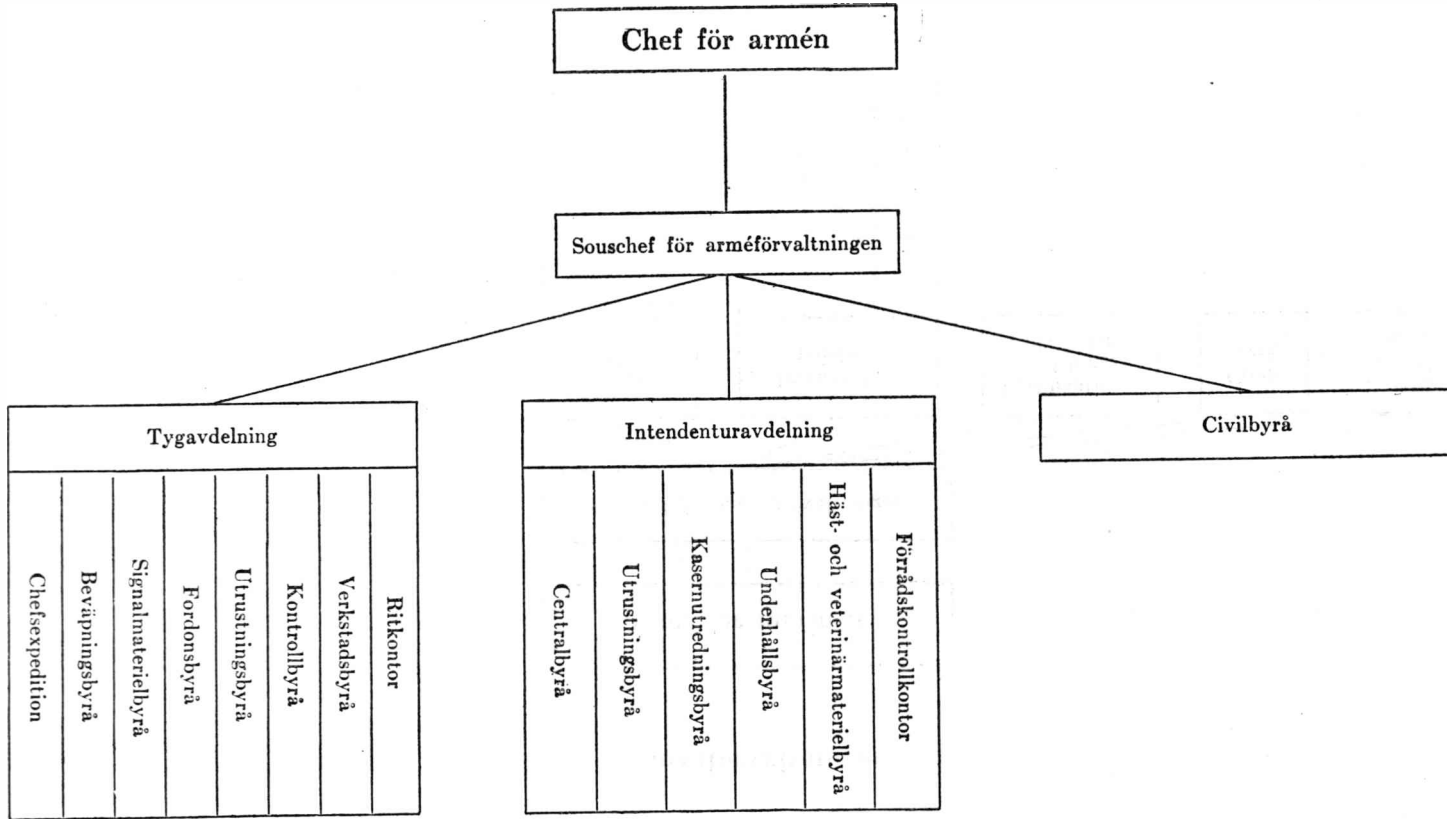 Chef för armén
Souschef för arméförvaltningen
Tygavdelning
Chefsexpedition
Beväpningsbyrå
Signalmaterielbyrå
Fordonsbyrå
Utrustningsbyrå
Kontrollbyrå
Verkstadsbyrå
Ritkontor
Intendenturavdelning
Centralbyrå
Utrustningsbyrå
Kasernutredningsbyrå
Underhållsbyrå
Häst- och veterinärmaterielbyrå
Förrådskontrollkontor
Civilbyrå